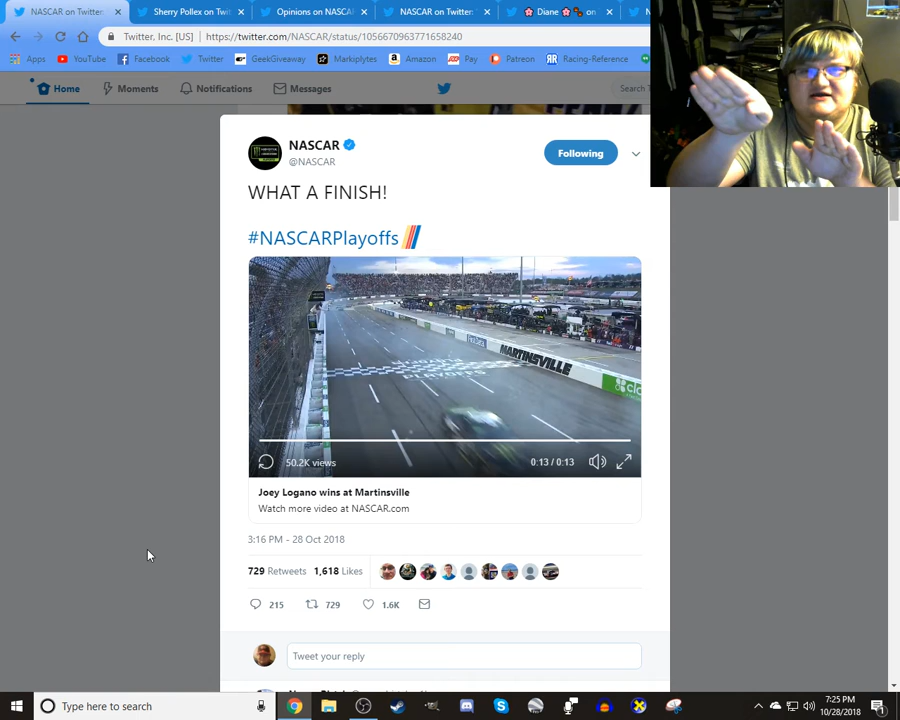 NASCAR on Twitter:
Sherry Pollex on Twit
Opinions on NASCA
NASCAR on Twitter:
Diane
on
Twitter, Inc. [US]
https://twitter.com/NASCAR/status/1056670963771658240
Apps
YouTube
Facebook
Twitter
GeekGiveaway
Markiplytes
Amazon
Pay
Patreon
Racing-Reference
Home
Moments
Notifications
Messages
Search T
NASCAR
@NASCAR
Following
WHAT A FINISH!
#NASCARPlayoffs
PLAYOFFS
MARTINSVILLE
50.2K views
0:13 / 0:13
Joey Logano wins at Martinsville
Watch more video at NASCAR.com
3:16 PM - 28 Oct 2018
729 Retweets 1,618 Likes
215
729
1.6K
Tweet your reply
Type here to search
7:25 PM
10/28/2018